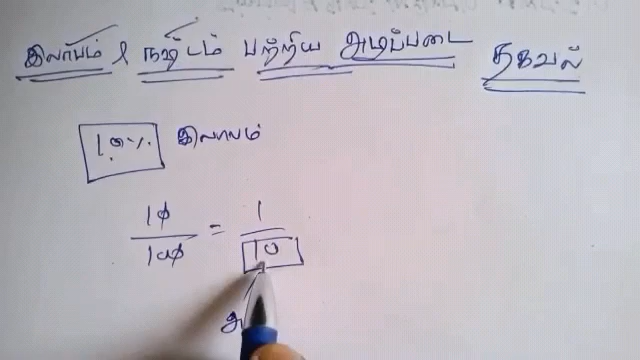 இலாபம் & நஷ்டம் பற்றிய அடிப்படை தகவல்
10% இலாபம்
10/100 = 1/10
அ